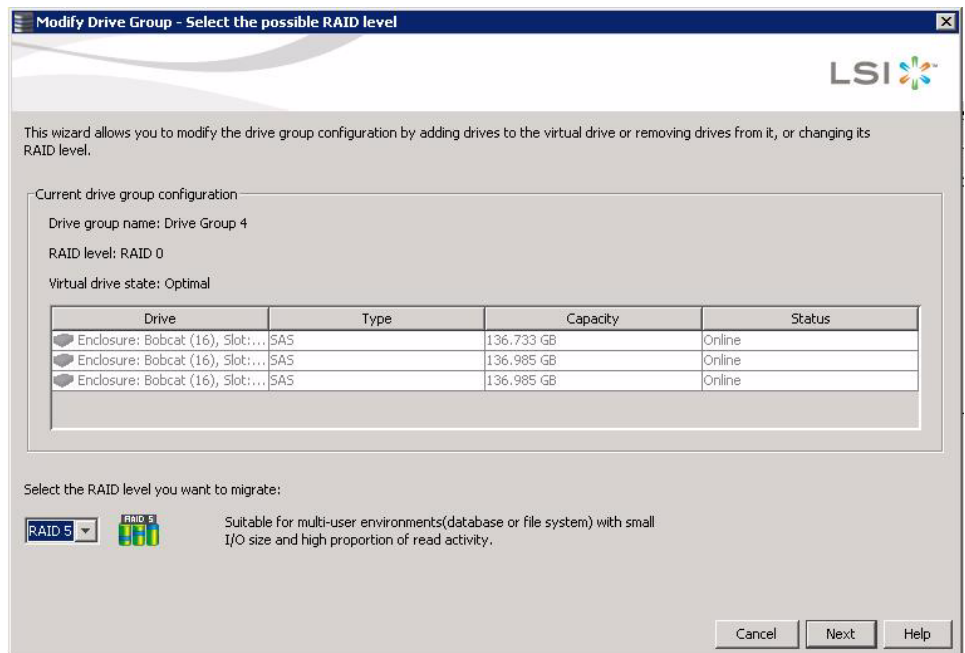 Modify Drive Group - Select the possible RAID level
LSI
This wizard allows you to modify the drive group configuration by adding drives to the virtual drive or removing drives from it, or changing its
RAID level.
Current drive group configuration
Drive group name: Drive Group 4
RAID level: RAID 0
Virtual drive state: Optimal
Drive Type Capacity Status
Enclosure: Bobcat (16), Slot:... SAS 136.733 GB Online
Enclosure: Bobcat (16), Slot:... SAS 136.985 GB Online
Enclosure: Bobcat (16), Slot:... SAS 136.985 GB Online
Select the RAID level you want to migrate:
RAID 5
RAID 5
Suitable for multi-user environments(database or file system) with small
I/O size and high proportion of read activity.
Cancel Next Help